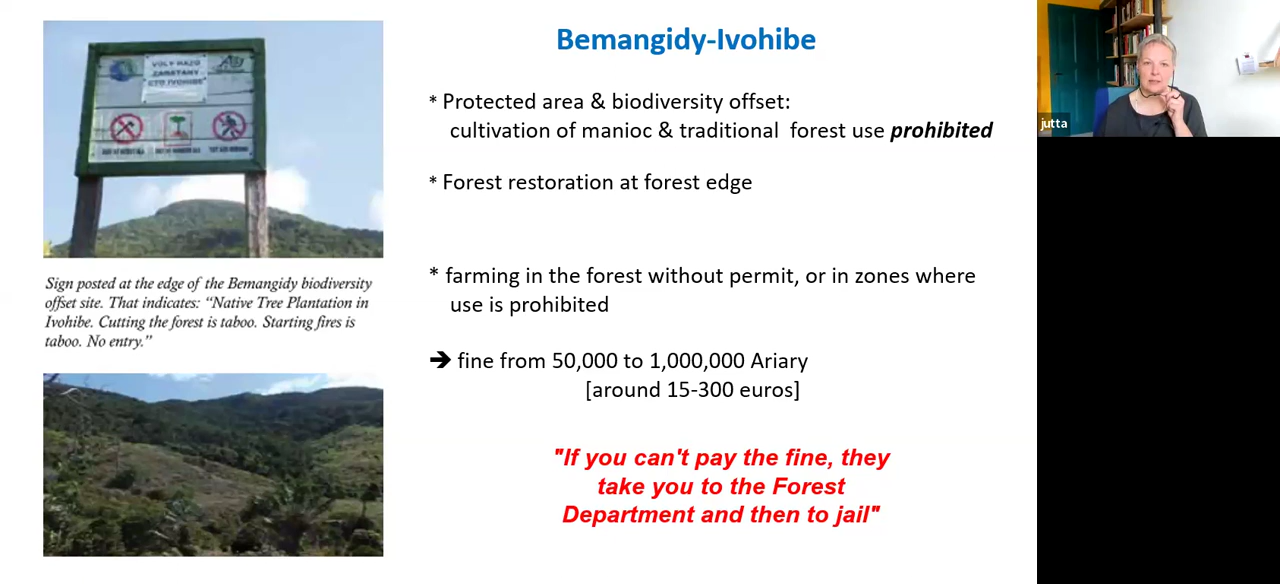 VOLY HAZO
ZANATANY
ETO IVOHIBE
Sign posted at the edge of the Bemangidy biodiversity
offset site. That indicates: “Native Tree Plantation in
Ivohibe. Cutting the forest is taboo. Starting fires is
taboo. No entry.”
Bemangidy-Ivohibe
* Protected area & biodiversity offset:
cultivation of manioc & traditional forest use prohibited
* Forest restoration at forest edge
* farming in the forest without permit, or in zones where
use is prohibited
➔ fine from 50,000 to 1,000,000 Ariary
[around 15-300 euros]
"If you can't pay the fine, they
take you to the Forest
Department and then to jail"
jutta